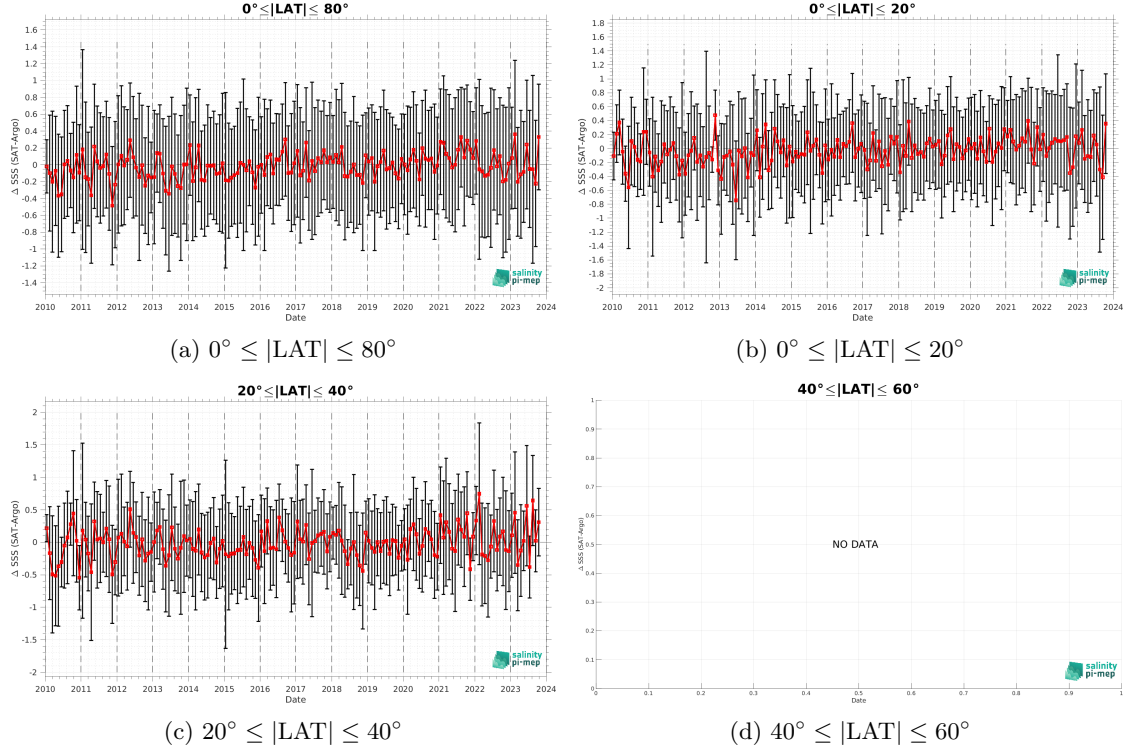 0°≤|LAT|≤ 80°
Δ SSS (SAT-Argo)
1.6
1.4
1.2
1
0.8
0.6
0.4
0.2
0
-0.2
-0.4
-0.6
-0.8
-1
-1.2
-1.4
2010 2011 2012 2013 2014 2015 2016 2017 2018 2019 2020 2021 2022 2023 2024
Date
salinity
pi-mep
(a) 0° ≤ |LAT| ≤ 80°
0°≤|LAT|≤ 20°
Δ SSS (SAT-Argo)
1.8
1.6
1.4
1.2
1
0.8
0.6
0.4
0.2
0
-0.2
-0.4
-0.6
-0.8
-1
-1.2
-1.4
-1.6
-1.8
-2
2010 2011 2012 2013 2014 2015 2016 2017 2018 2019 2020 2021 2022 2023 2024
Date
salinity
pi-mep
(b) 0° ≤ |LAT| ≤ 20°
20°≤|LAT|≤ 40°
Δ SSS (SAT-Argo)
2
1.5
1
0.5
0
-0.5
-1
-1.5
-2
2010 2011 2012 2013 2014 2015 2016 2017 2018 2019 2020 2021 2022 2023 2024
Date
salinity
pi-mep
(c) 20° ≤ |LAT| ≤ 40°
40°≤|LAT|≤ 60°
Δ SSS (SAT-Argo)
1
0.9
0.8
0.7
0.6
0.5
0.4
0.3
0.2
0.1
0
NO DATA
0 0.1 0.2 0.3 0.4 0.5 0.6 0.7 0.8 0.9 1
Date
salinity
pi-mep
(d) 40° ≤ |LAT| ≤ 60°